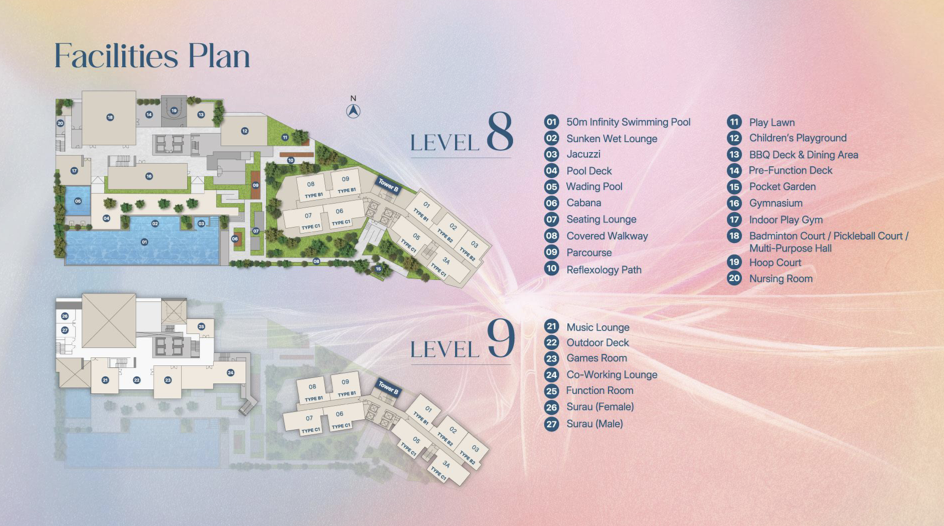 Facilities Plan
N
LEVEL 8
01 50m Infinity Swimming Pool
02 Sunken Wet Lounge
03 Jacuzzi
04 Pool Deck
05 Wading Pool
06 Cabana
07 Seating Lounge
08 Covered Walkway
09 Parcourse
10 Reflexology Path
11 Play Lawn
12 Children's Playground
13 BBQ Deck & Dining Area
14 Pre-Function Deck
15 Pocket Garden
16 Gymnasium
17 Indoor Play Gym
18 Badminton Court / Pickleball Court /
Multi-Purpose Hall
19 Hoop Court
20 Nursing Room
Tower B
08 TYPE B1
09 TYPE B1
07 TYPE C1
06 TYPE C1
01 TYPE B1
02 TYPE B2
03
05 TYPE C1
3A TYPE C1
LEVEL 9
21 Music Lounge
22 Outdoor Deck
23 Games Room
24 Co-Working Lounge
25 Function Room
26 Surau (Female)
27 Surau (Male)
26
27
25
21
22
23
24
Tower B
08 TYPE B1
09 TYPE B1
07 TYPE C1
06 TYPE C1
01 TYPE B1
02 TYPE B2
03
05 TYPE C1
3A TYPE C1